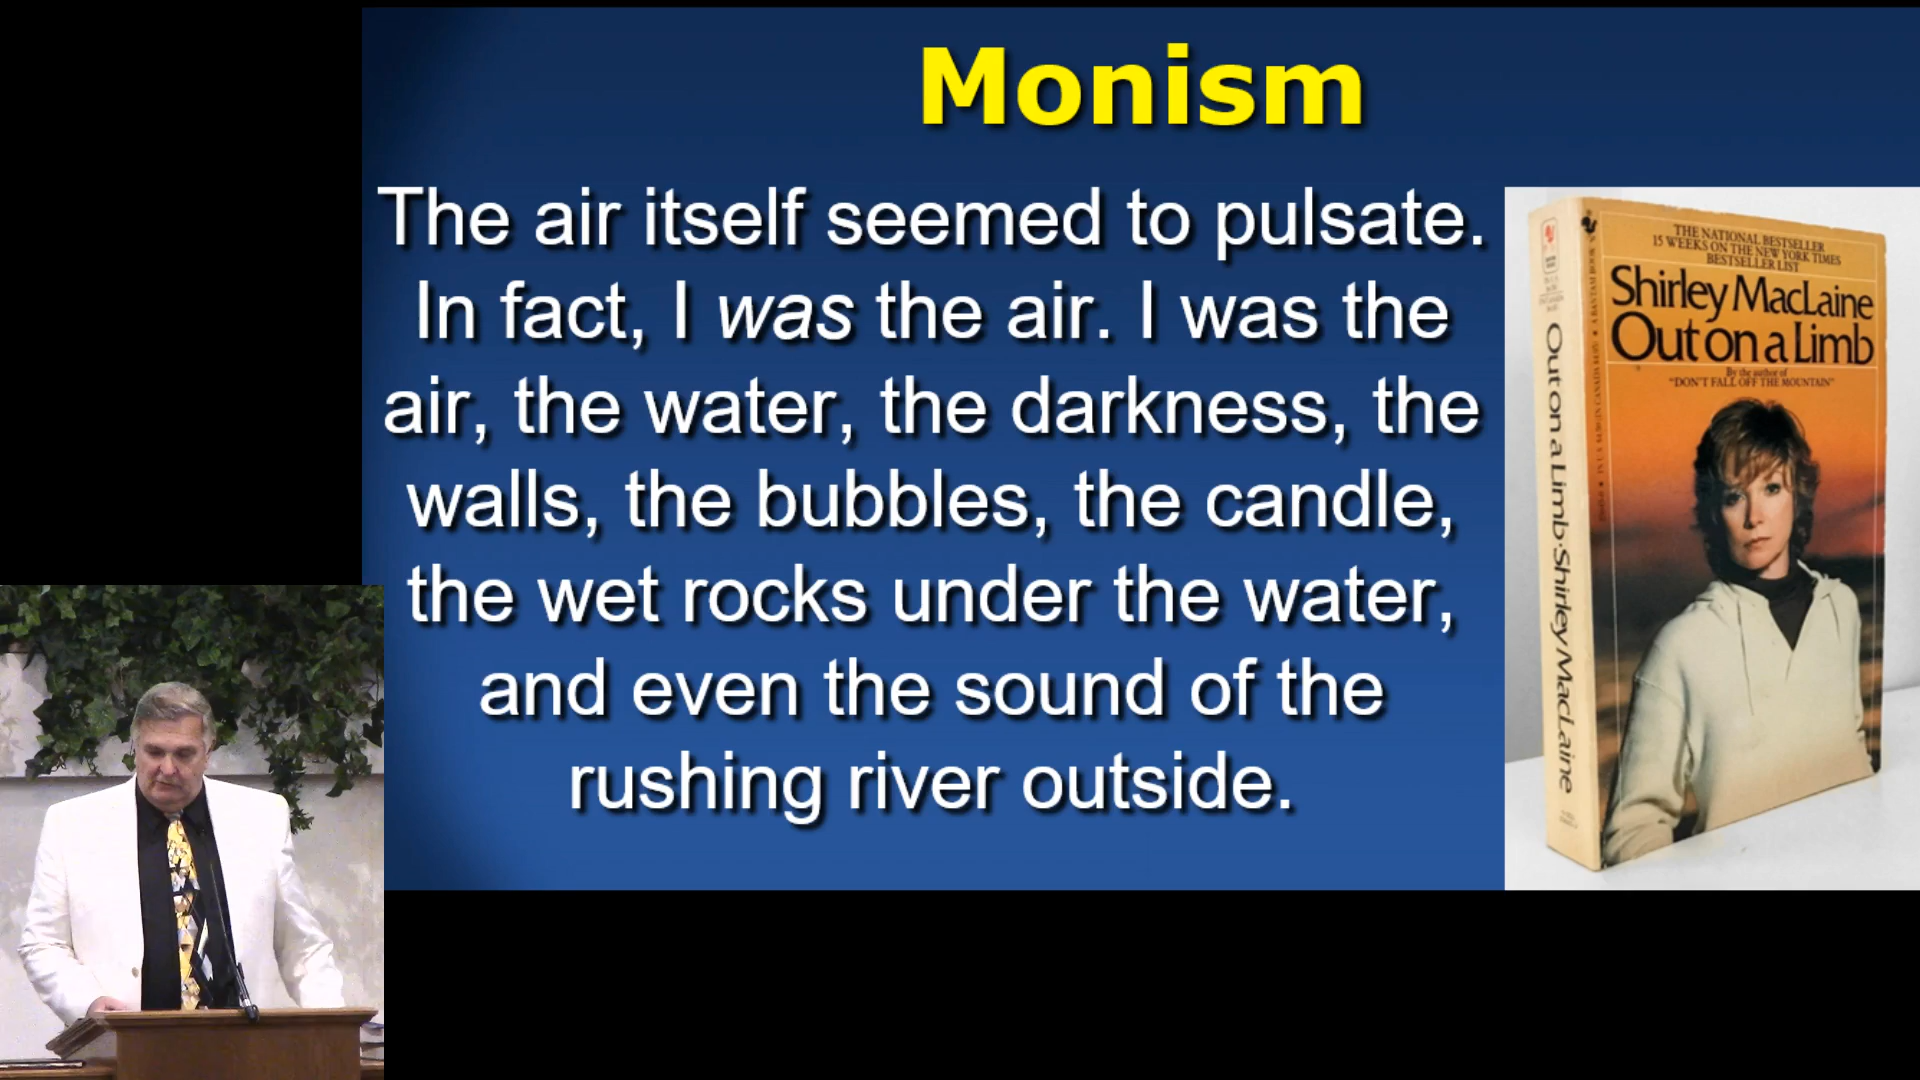 Monism
The air itself seemed to pulsate.
In fact, I was the air. I was the
air, the water, the darkness, the
walls, the bubbles, the candle,
the wet rocks under the water,
and even the sound of the
rushing river outside.
THE NATIONAL BESTSELLER
15 WEEKS ON THE NEW YORK TIMES
BESTSELLER LIST
Shirley MacLaine
Out on a Limb
By the author of
"DON'T FALL OFF THE MOUNTAIN"
Out on a Limb · Shirley MacLaine